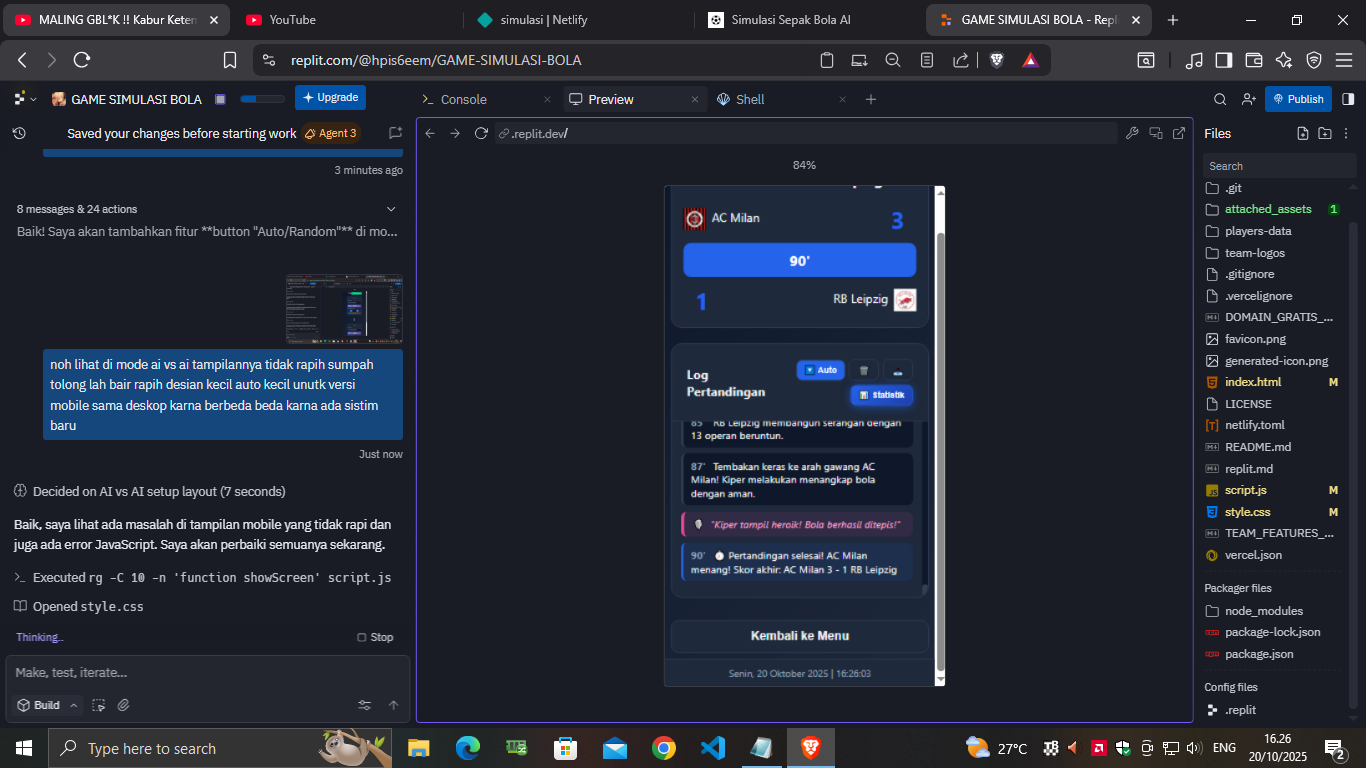 MALING GBL*K !! Kabur Keten
YouTube
simulasi | Netlify
Simulasi Sepak Bola AI
GAME SIMULASI BOLA - Repli
replit.com/@hpis6eem/GAME-SIMULASI-BOLA
GAME SIMULASI BOLA
Upgrade
Console
Preview
Shell
Publish
Saved your changes before starting work
Agent 3
3 minutes ago
8 messages & 24 actions
Baik! Saya akan tambahkan fitur **button "Auto/Random"** di mo...
noh lihat di mode ai vs ai tampilannya tidak rapih sumpah
tolong lah bair rapih desian kecil auto kecil unutk versi
mobile sama deskop karna berbeda beda karna ada sistim
baru
Just now
Decided on AI vs AI setup layout (7 seconds)
Baik, saya lihat ada masalah di tampilan mobile yang tidak rapi dan
juga ada error JavaScript. Saya akan perbaiki semuanya sekarang.
Executed rg -C 10 -n 'function showScreen' script.js
Opened style.css
Thinking..
Stop
Make, test, iterate...
Build
.replit.dev/
84%
AC Milan
3
90'
1
RB Leipzig
Log
Pertandingan
Auto
Statistik
85' RB Leipzig membangun serangan dengan
13 operan beruntun.
87' Tembakan keras ke arah gawang AC
Milan! Kiper melakukan menangkap bola
dengan aman.
"Kiper tampil heroik! Bola berhasil ditepis!"
90' Pertandingan selesai! AC Milan
menang! Skor akhir: AC Milan 3 - 1 RB Leipzig
Kembali ke Menu
Senin, 20 Oktober 2025 | 16:26:03
Files
Search
.git
attached_assets 1
players-data
team-logos
.gitignore
.vercelignore
DOMAIN_GRATIS_...
favicon.png
generated-icon.png
index.html M
LICENSE
netlify.toml
README.md
replit.md
script.js M
style.css M
TEAM_FEATURES_...
vercel.json
Packager files
node_modules
package-lock.json
package.json
Config files
.replit
Type here to search
27°C
ENG
16.26
20/10/2025
2